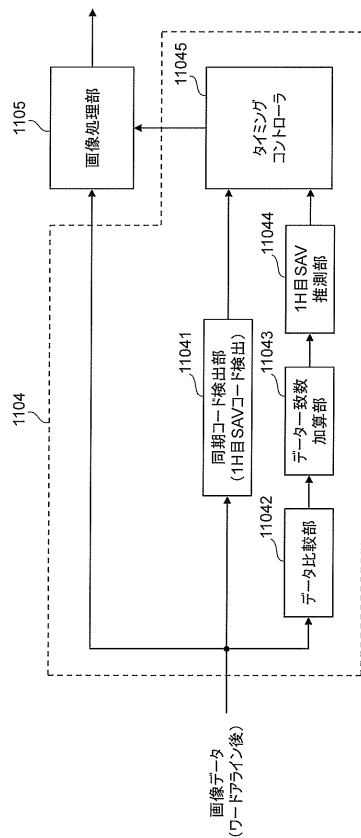 1104
画像データ
(ワードアライン後)
11041
同期コード検出部
(1H目SAVコード検出)
11042
データ比較部
11043
データ一致数
加算部
11044
1H目SAV
推測部
1105
画像処理部
11045
タイミング
コントローラ